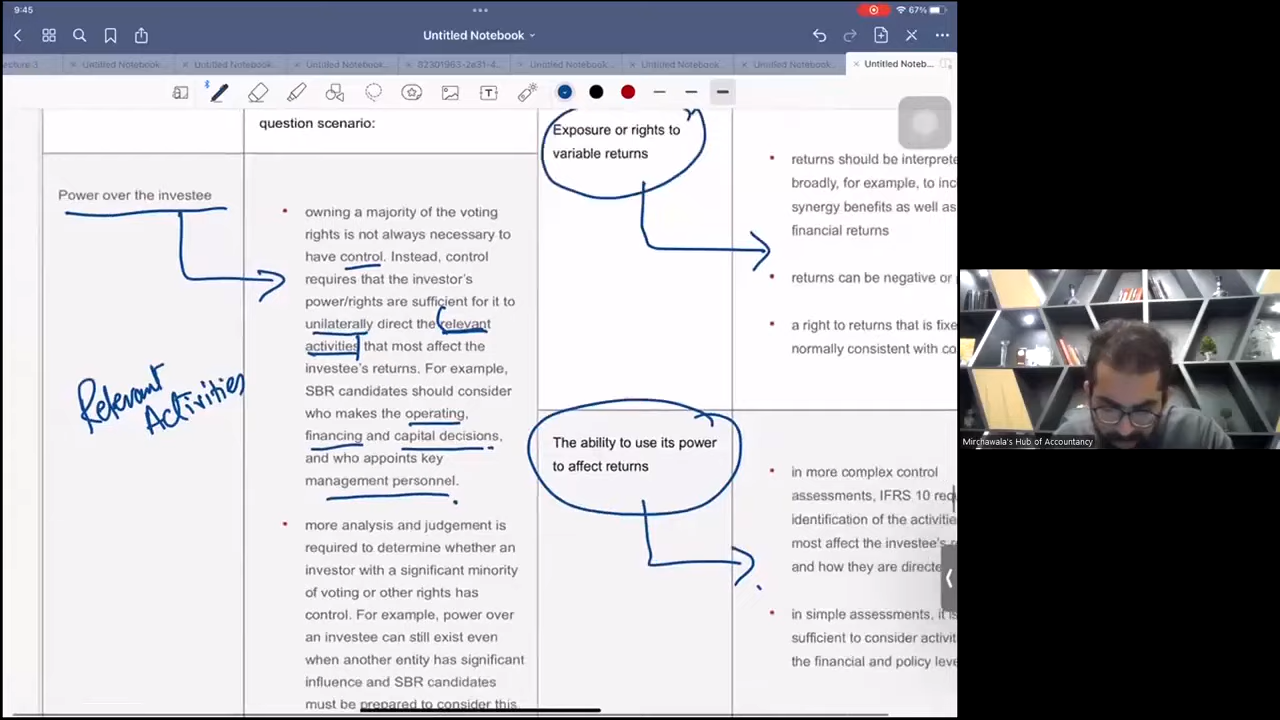 9:45
67%
Untitled Notebook
Untitled Notebook
Untitled Notebook
Untitled Notebook
82301963-2e31-4...
Untitled Notebook
Untitled Notebook
Untitled Notebook
Untitled Noteb...
question scenario:
Power over the investee
Relevant
Activities
owning a majority of the voting
rights is not always necessary to
have control. Instead, control
requires that the investor's
power/rights are sufficient for it to
unilaterally direct the relevant
activities that most affect the
investee's returns. For example,
SBR candidates should consider
who makes the operating,
financing and capital decisions,
and who appoints key
management personnel.
more analysis and judgement is
required to determine whether an
investor with a significant minority
of voting or other rights has
control. For example, power over
an investee can still exist even
when another entity has significant
influence and SBR candidates
must be prepared to consider this.
Exposure or rights to
variable returns
returns should be interprete
broadly, for example, to inc
synergy benefits as well as
financial returns
returns can be negative or
a right to returns that is fixe
normally consistent with co
The ability to use its power
to affect returns
in more complex control
assessments, IFRS 10 req
identification of the activitie
most affect the investee's r
and how they are directe
in simple assessments, it is
sufficient to consider activit
the financial and policy leve
Mirchawala's Hub of Accountancy